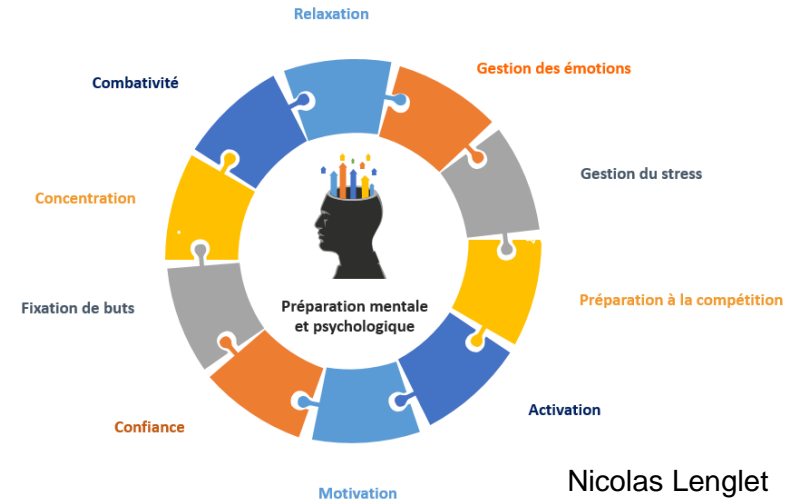 Relaxation
Gestion des émotions
Combativité
Gestion du stress
Concentration
Préparation mentale
et psychologique
Préparation à la compétition
Fixation de buts
Activation
Confiance
Motivation
Nicolas Lenglet